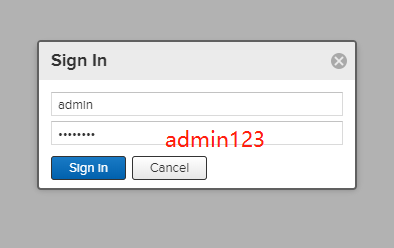 Sign In
admin
••••••••
admin123
Sign In
Cancel